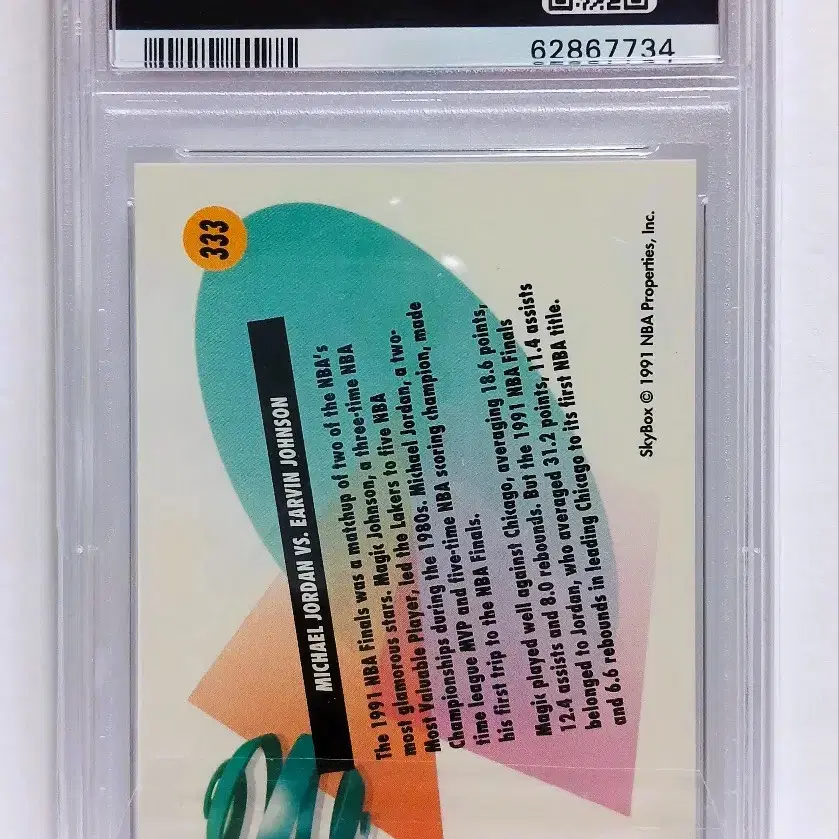 62867734
333
MICHAEL JORDAN VS. EARVIN JOHNSON
The 1991 NBA Finals was a matchup of two of the NBA's
most glamorous stars. Magic Johnson, a three-time NBA
Most Valuable Player, led the Lakers to five NBA
Championships during the 1980s. Michael Jordan, a two-
time league MVP and five-time NBA scoring champion, made
his first trip to the NBA Finals.
Magic played well against Chicago, averaging 18.6 points,
12.4 assists and 8.0 rebounds. But the 1991 NBA Finals
belonged to Jordan, who averaged 31.2 points, 11.4 assists
and 6.6 rebounds in leading Chicago to its first NBA title.
SkyBox © 1991 NBA Properties, Inc.